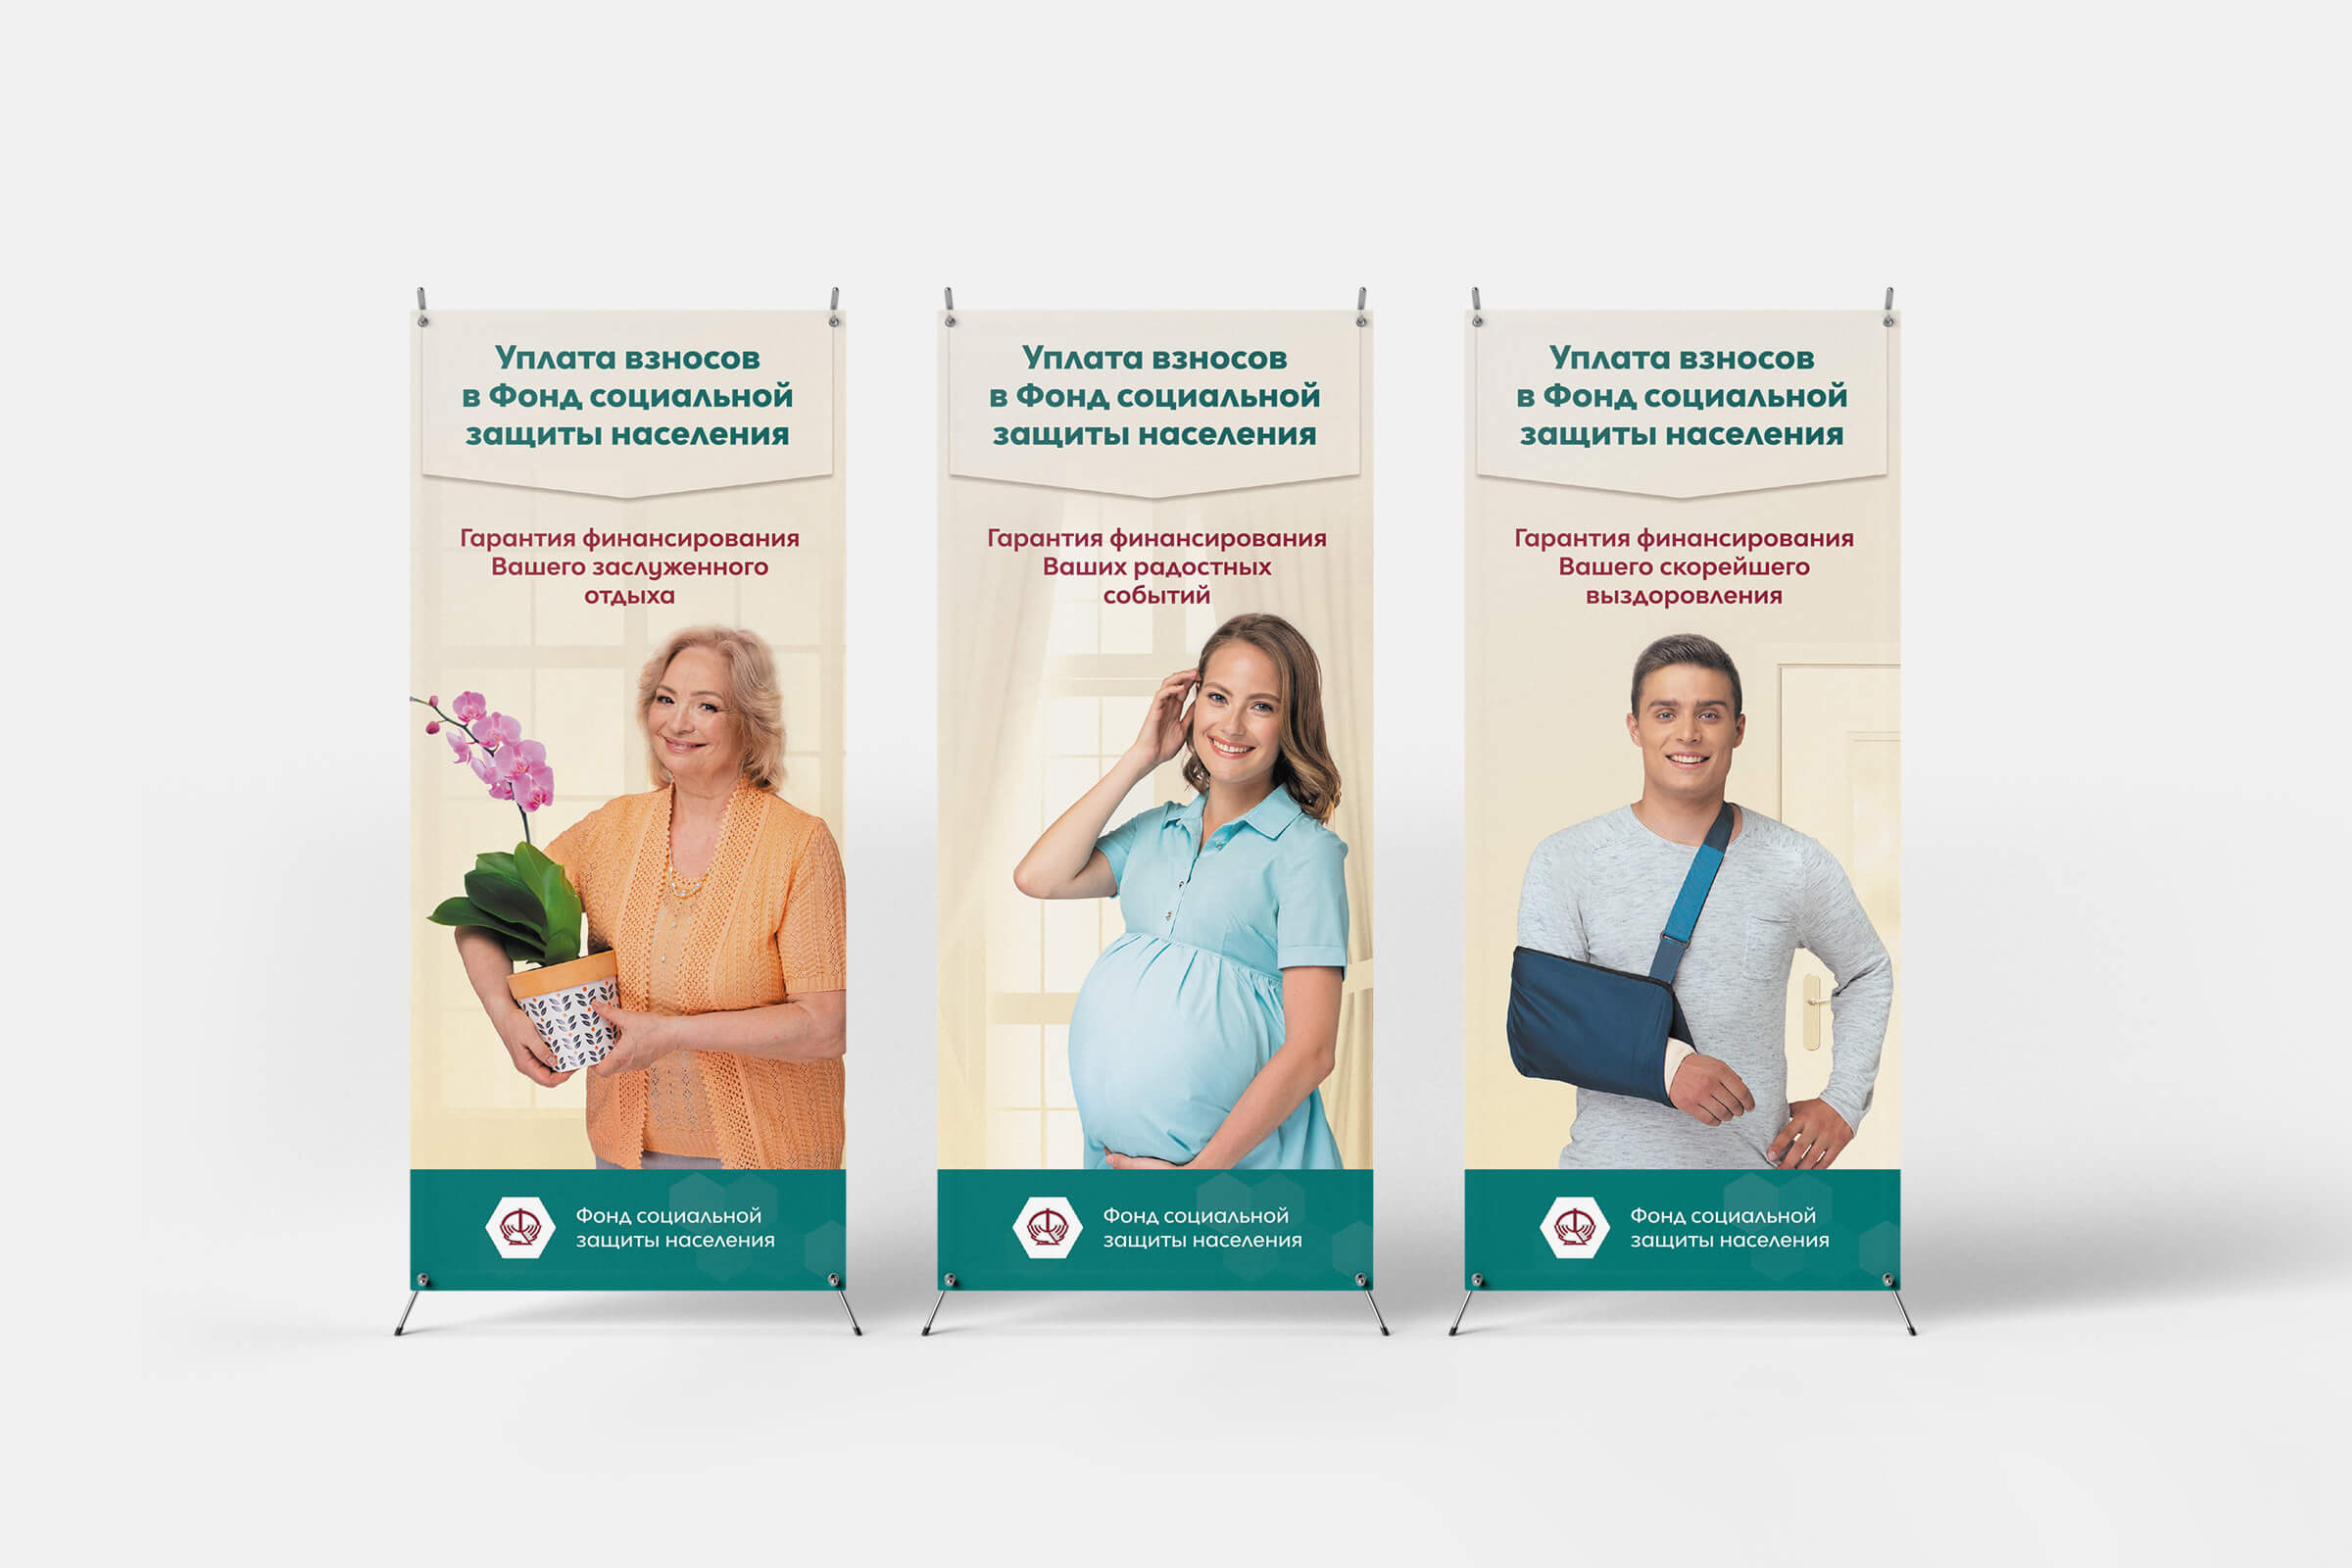 Уплата взносов
в Фонд социальной
защиты населения
Гарантия финансирования
Вашего заслуженного
отдыха
Фонд социальной
защиты населения
Уплата взносов
в Фонд социальной
защиты населения
Гарантия финансирования
Ваших радостных
событий
Фонд социальной
защиты населения
Уплата взносов
в Фонд социальной
защиты населения
Гарантия финансирования
Вашего скорейшего
выздоровления
Фонд социальной
защиты населения